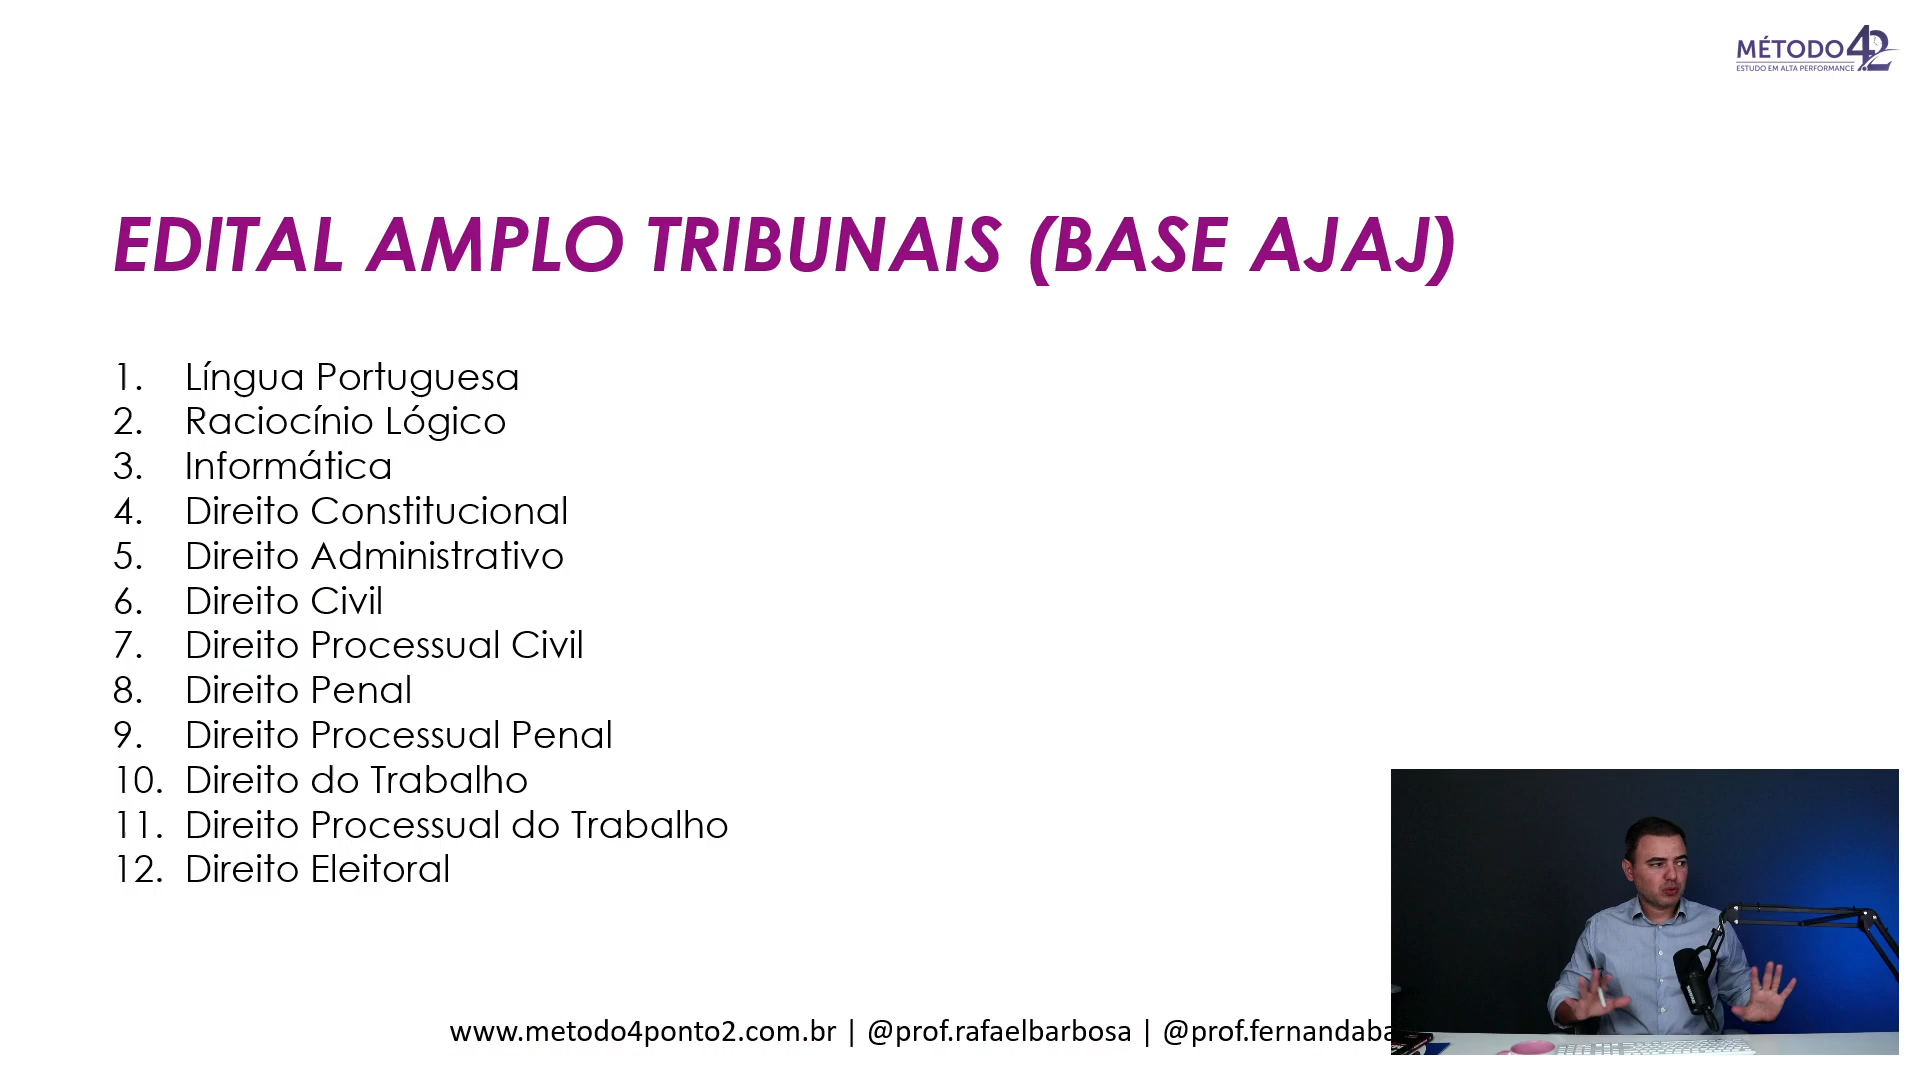 MÉTODO 4.2
ESTUDO EM ALTA PERFORMANCE
EDITAL AMPLO TRIBUNAIS (BASE AJAJ)
1. Língua Portuguesa
2. Raciocínio Lógico
3. Informática
4. Direito Constitucional
5. Direito Administrativo
6. Direito Civil
7. Direito Processual Civil
8. Direito Penal
9. Direito Processual Penal
10. Direito do Trabalho
11. Direito Processual do Trabalho
12. Direito Eleitoral
www.metodo4ponto2.com.br | @prof.rafaelbarbosa | @prof.fernandaba